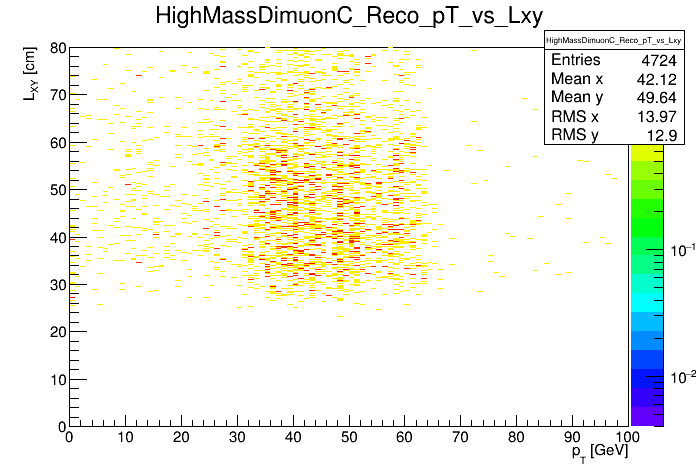 HighMassDimuonC_Reco_pT_vs_Lxy
HighMassDimuonC_Reco_pT_vs_Lxy
Entries 4724
Mean x 42.12
Mean y 49.64
RMS x 13.97
RMS y 12.9
L_XY [cm]
80
70
60
50
40
30
20
10
0
0 10 20 30 40 50 60 70 80 90 100
p_T [GeV]
10⁻¹
10⁻²